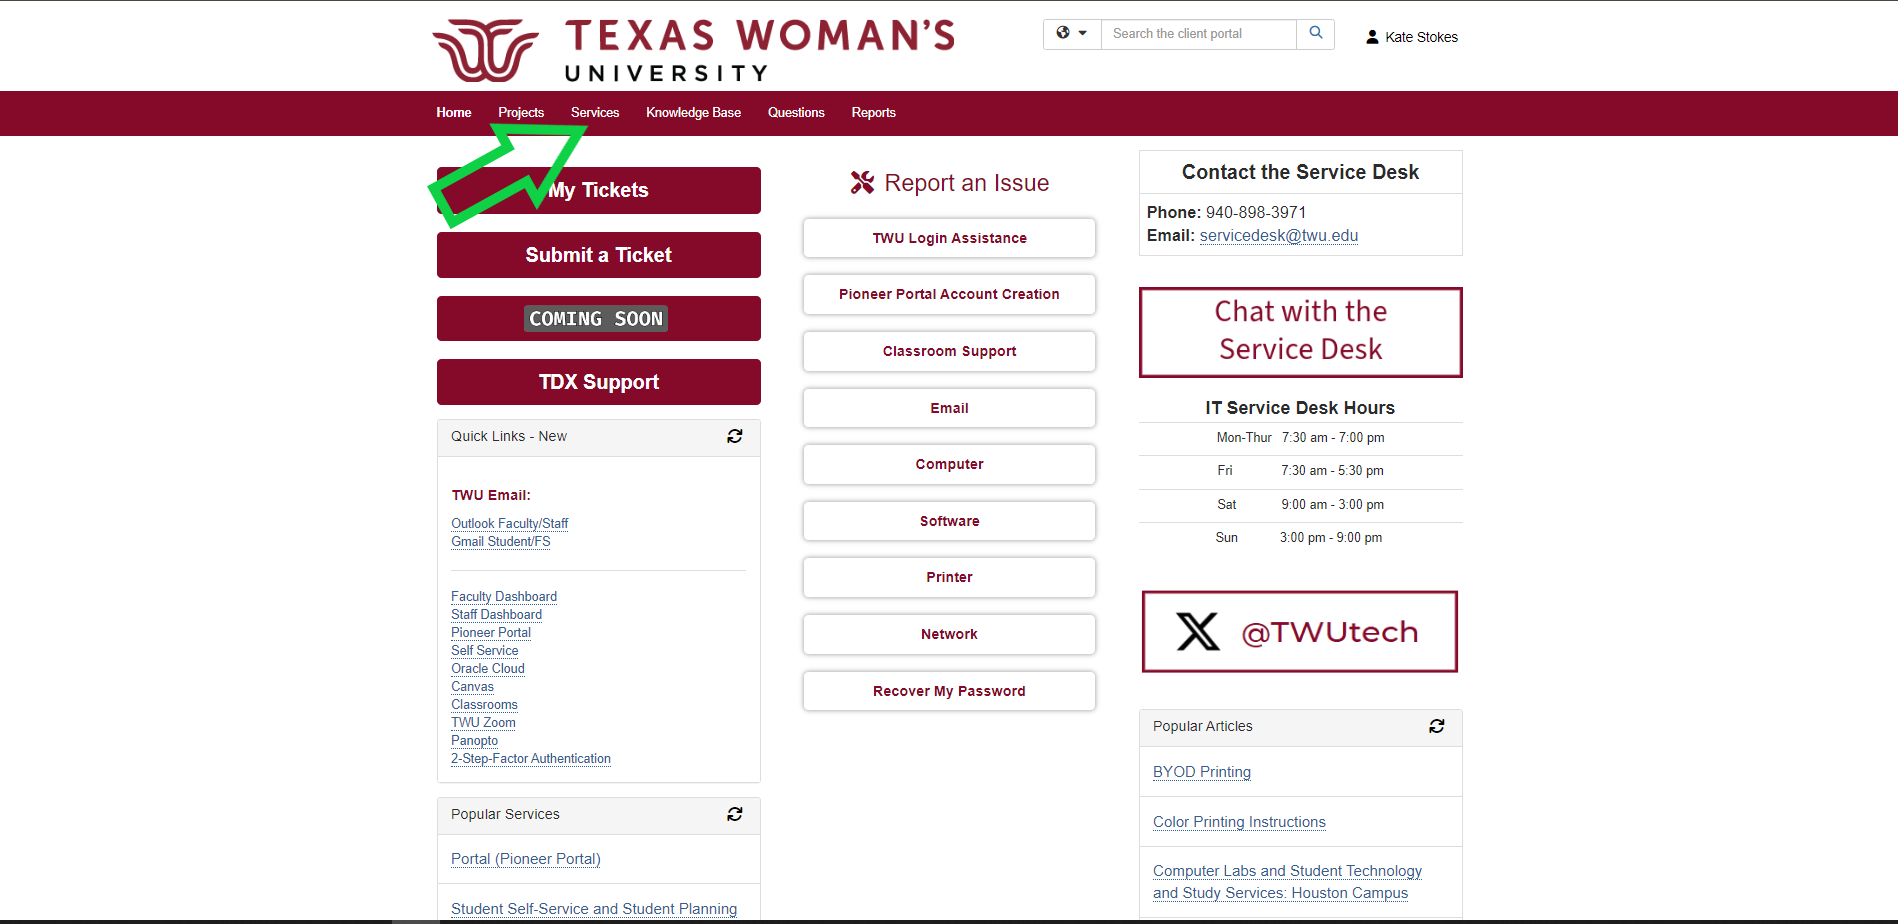 TEXAS WOMAN'S
UNIVERSITY
Search the client portal
Kate Stokes
Home Projects Services Knowledge Base Questions Reports
My Tickets
Submit a Ticket
COMING SOON
TDX Support
Quick Links - New
TWU Email:
Outlook Faculty/Staff
Gmail Student/FS
Faculty Dashboard
Staff Dashboard
Pioneer Portal
Self Service
Oracle Cloud
Canvas
Classrooms
TWU Zoom
Panopto
2-Step-Factor Authentication
Popular Services
Portal (Pioneer Portal)
Student Self-Service and Student Planning
Report an Issue
TWU Login Assistance
Pioneer Portal Account Creation
Classroom Support
Email
Computer
Software
Printer
Network
Recover My Password
Contact the Service Desk
Phone: 940-898-3971
Email: servicedesk@twu.edu
Chat with the
Service Desk
IT Service Desk Hours
Mon-Thur 7:30 am - 7:00 pm
Fri 7:30 am - 5:30 pm
Sat 9:00 am - 3:00 pm
Sun 3:00 pm - 9:00 pm
X @TWUtech
Popular Articles
BYOD Printing
Color Printing Instructions
Computer Labs and Student Technology
and Study Services: Houston Campus